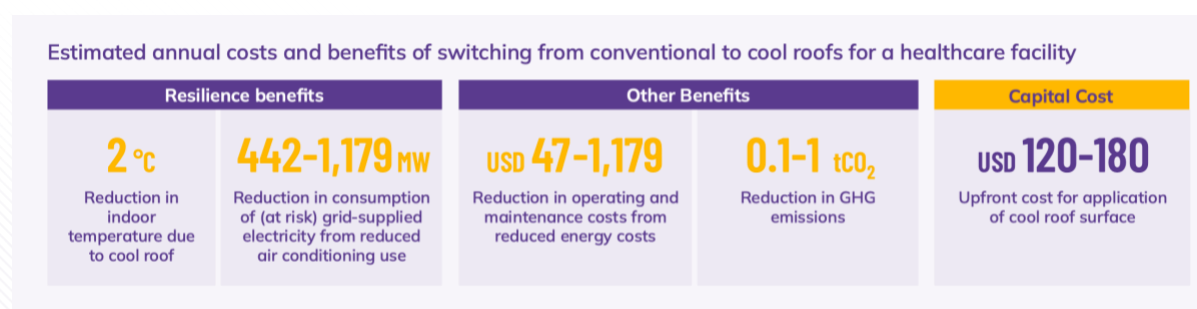 Estimated annual costs and benefits of switching from conventional to cool roofs for a healthcare facility
Resilience benefits
Other Benefits
Capital Cost
2 °C
Reduction in
indoor
temperature due
to cool roof
442-1,179 MW
Reduction in consumption
of (at risk) grid-supplied
electricity from reduced
air conditioning use
USD 47-1,179
Reduction in operating and
maintenance costs from
reduced energy costs
0.1-1 tCO₂
Reduction in GHG
emissions
USD 120-180
Upfront cost for application
of cool roof surface